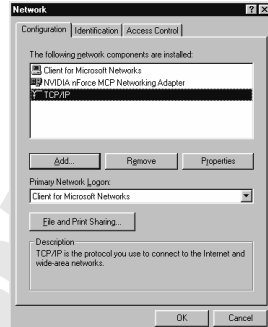 Network
Configuration Identification Access Control
The following network components are installed:
Client for Microsoft Networks
NVIDIA nForce MCP Networking Adapter
TCP/IP
Add... Remove Properties
Primary Network Logon:
Client for Microsoft Networks
File and Print Sharing...
Description
TCP/IP is the protocol you use to connect to the Internet and
wide-area networks.
OK Cancel